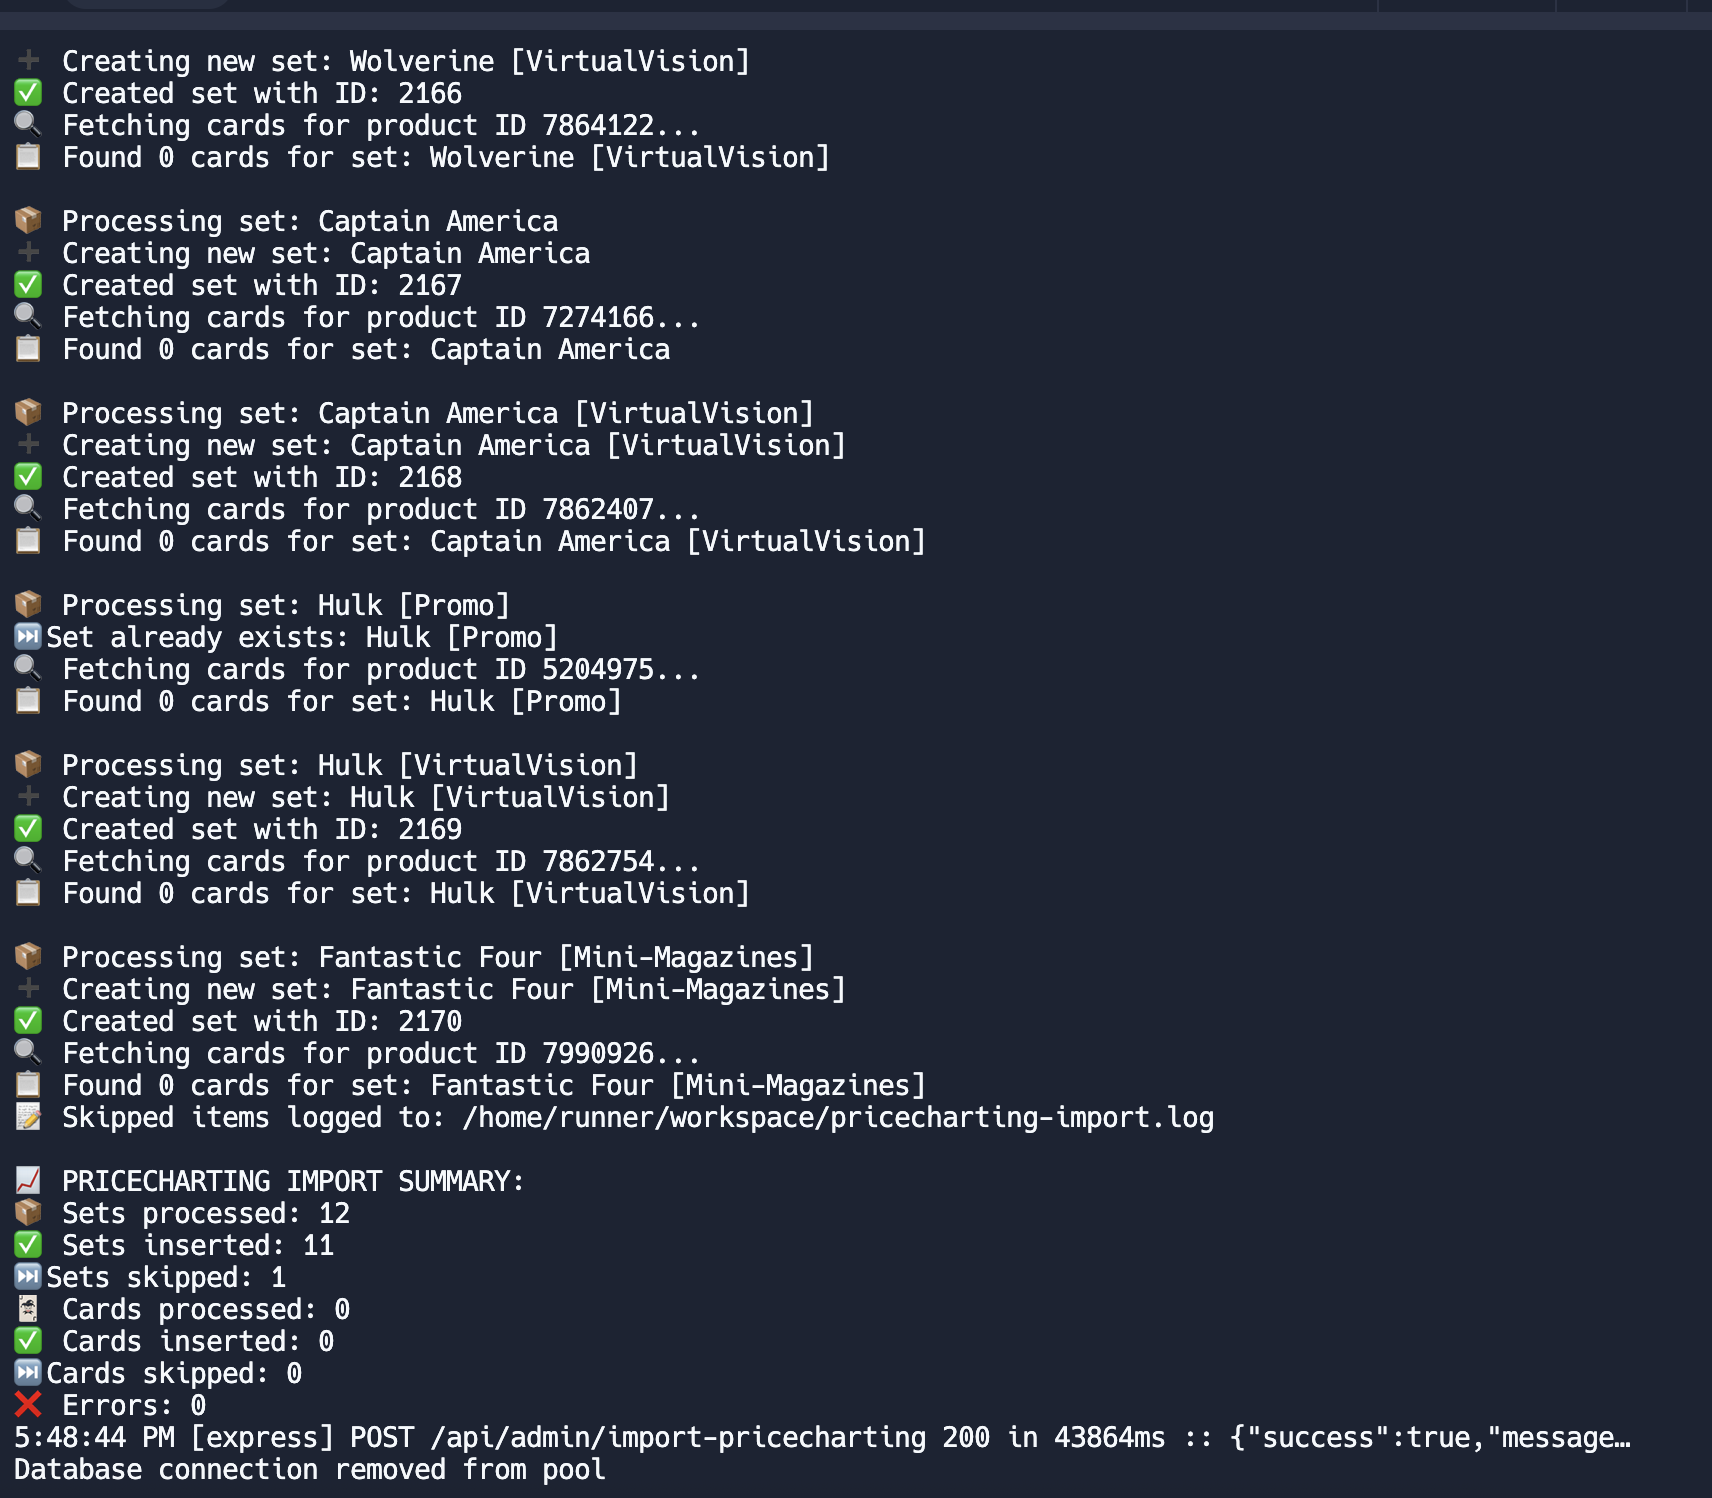 ➕ Creating new set: Wolverine [VirtualVision]
✅ Created set with ID: 2166
🔍 Fetching cards for product ID 7864122...
📋 Found 0 cards for set: Wolverine [VirtualVision]
📦 Processing set: Captain America
➕ Creating new set: Captain America
✅ Created set with ID: 2167
🔍 Fetching cards for product ID 7274166...
📋 Found 0 cards for set: Captain America
📦 Processing set: Captain America [VirtualVision]
➕ Creating new set: Captain America [VirtualVision]
✅ Created set with ID: 2168
🔍 Fetching cards for product ID 7862407...
📋 Found 0 cards for set: Captain America [VirtualVision]
📦 Processing set: Hulk [Promo]
⏭️ Set already exists: Hulk [Promo]
🔍 Fetching cards for product ID 5204975...
📋 Found 0 cards for set: Hulk [Promo]
📦 Processing set: Hulk [VirtualVision]
➕ Creating new set: Hulk [VirtualVision]
✅ Created set with ID: 2169
🔍 Fetching cards for product ID 7862754...
📋 Found 0 cards for set: Hulk [VirtualVision]
📦 Processing set: Fantastic Four [Mini-Magazines]
➕ Creating new set: Fantastic Four [Mini-Magazines]
✅ Created set with ID: 2170
🔍 Fetching cards for product ID 7990926...
📋 Found 0 cards for set: Fantastic Four [Mini-Magazines]
📝 Skipped items logged to: /home/runner/workspace/pricecharting-import.log
📈 PRICECHARTING IMPORT SUMMARY:
📦 Sets processed: 12
✅ Sets inserted: 11
⏭️ Sets skipped: 1
🃏 Cards processed: 0
✅ Cards inserted: 0
⏭️ Cards skipped: 0
❌ Errors: 0
5:48:44 PM [express] POST /api/admin/import-pricecharting 200 in 43864ms :: {"success":true,"message…
Database connection removed from pool